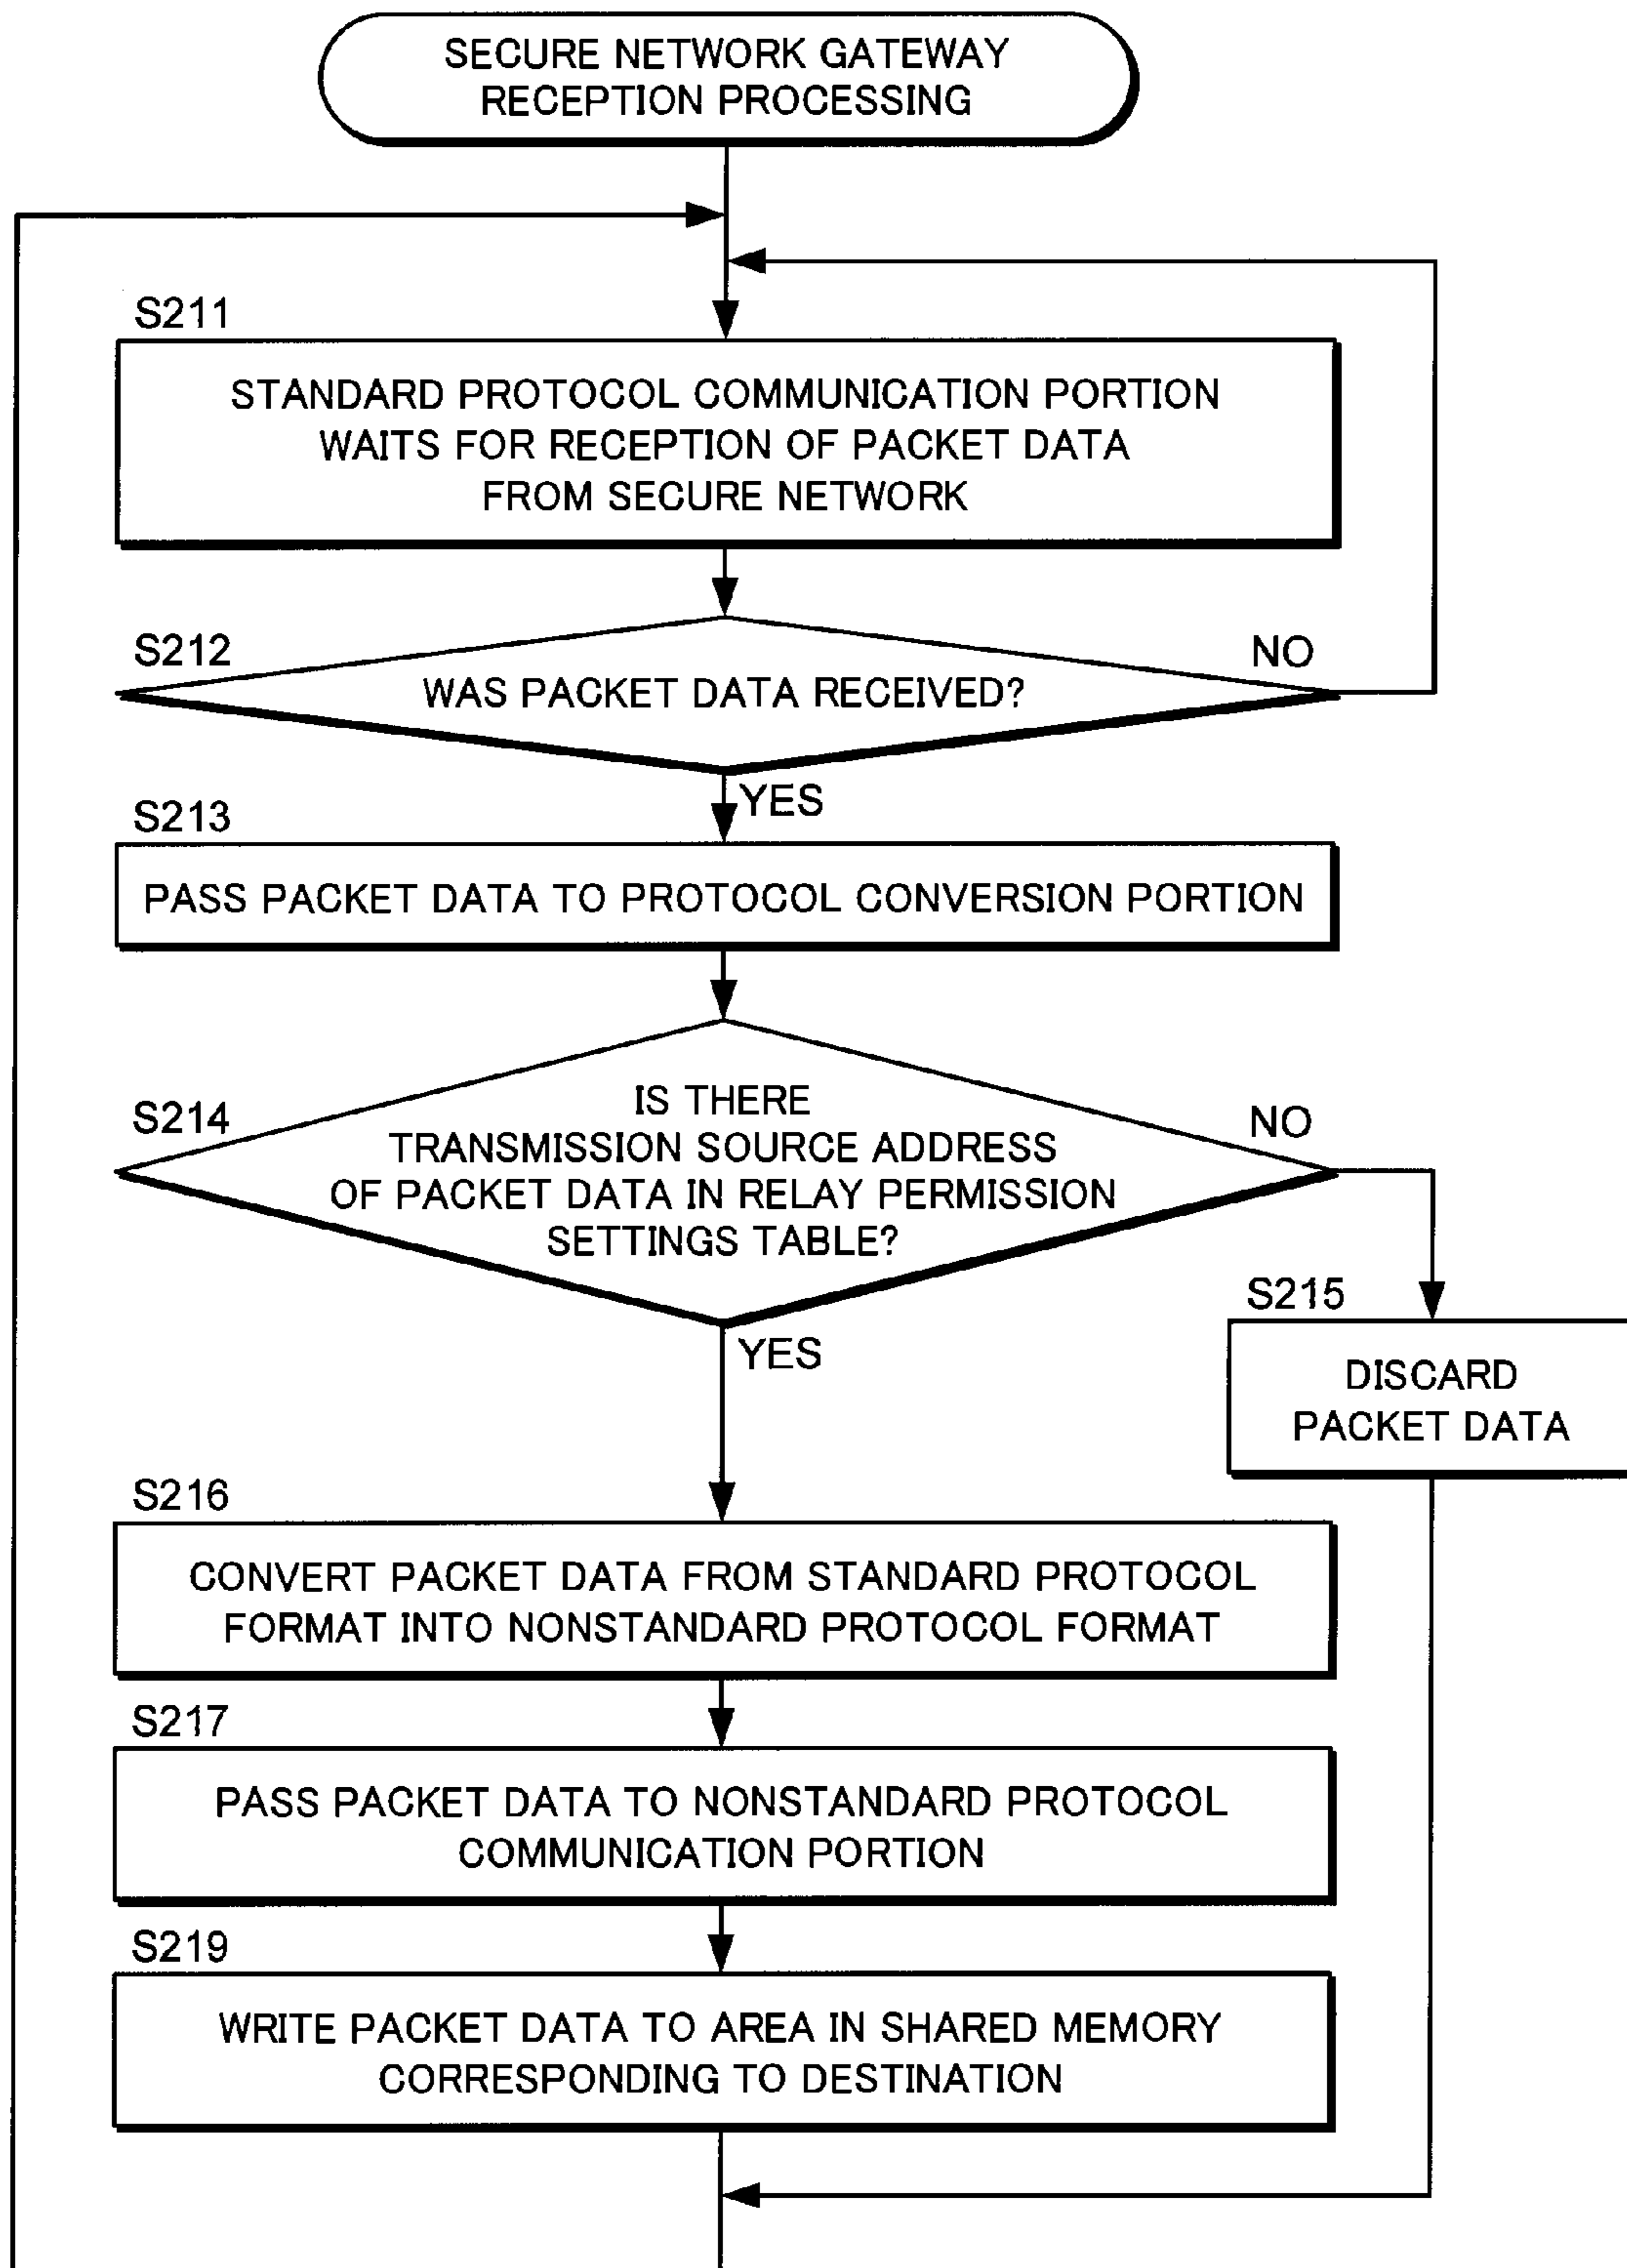 SECURE NETWORK GATEWAY
RECEPTION PROCESSING
S211
STANDARD PROTOCOL COMMUNICATION PORTION
WAITS FOR RECEPTION OF PACKET DATA
FROM SECURE NETWORK
S212
WAS PACKET DATA RECEIVED?
NO
YES
S213
PASS PACKET DATA TO PROTOCOL CONVERSION PORTION
S214
IS THERE
TRANSMISSION SOURCE ADDRESS
OF PACKET DATA IN RELAY PERMISSION
SETTINGS TABLE?
NO
YES
S215
DISCARD
PACKET DATA
S216
CONVERT PACKET DATA FROM STANDARD PROTOCOL
FORMAT INTO NONSTANDARD PROTOCOL FORMAT
S217
PASS PACKET DATA TO NONSTANDARD PROTOCOL
COMMUNICATION PORTION
S219
WRITE PACKET DATA TO AREA IN SHARED MEMORY
CORRESPONDING TO DESTINATION